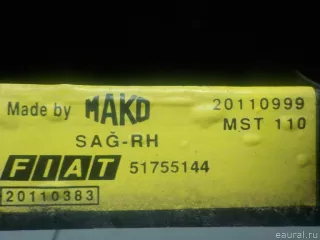 Made by MAKO 20110999
SAĞ-RH MST 110
FIAT 51755144
20110383
eaural.ru